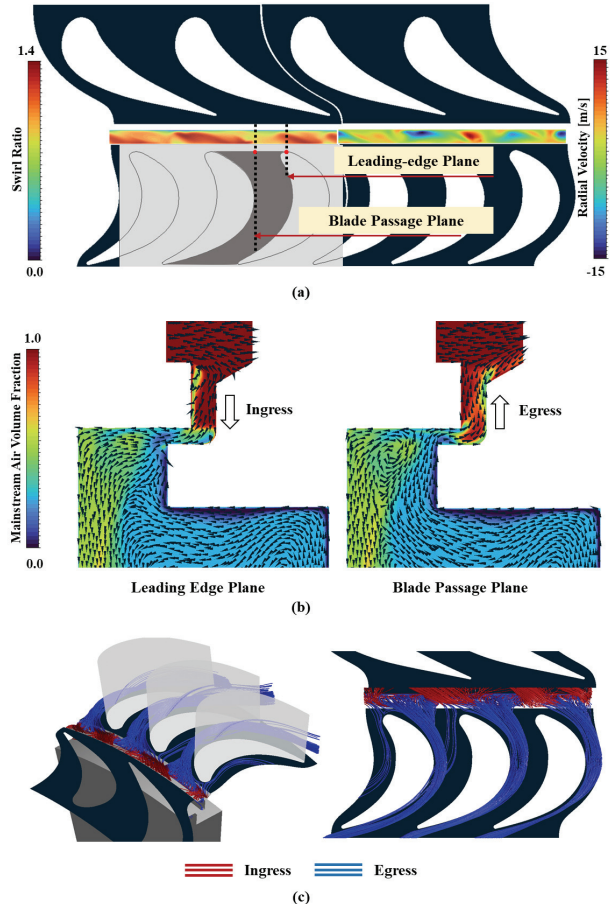 1.4
Swirl Ratio
0.0
15
Radial Velocity [m/s]
-15
Leading-edge Plane
Blade Passage Plane
(a)
1.0
Mainstream Air Volume Fraction
0.0
Ingress
Egress
Leading Edge Plane
Blade Passage Plane
(b)
Ingress
Egress
(c)